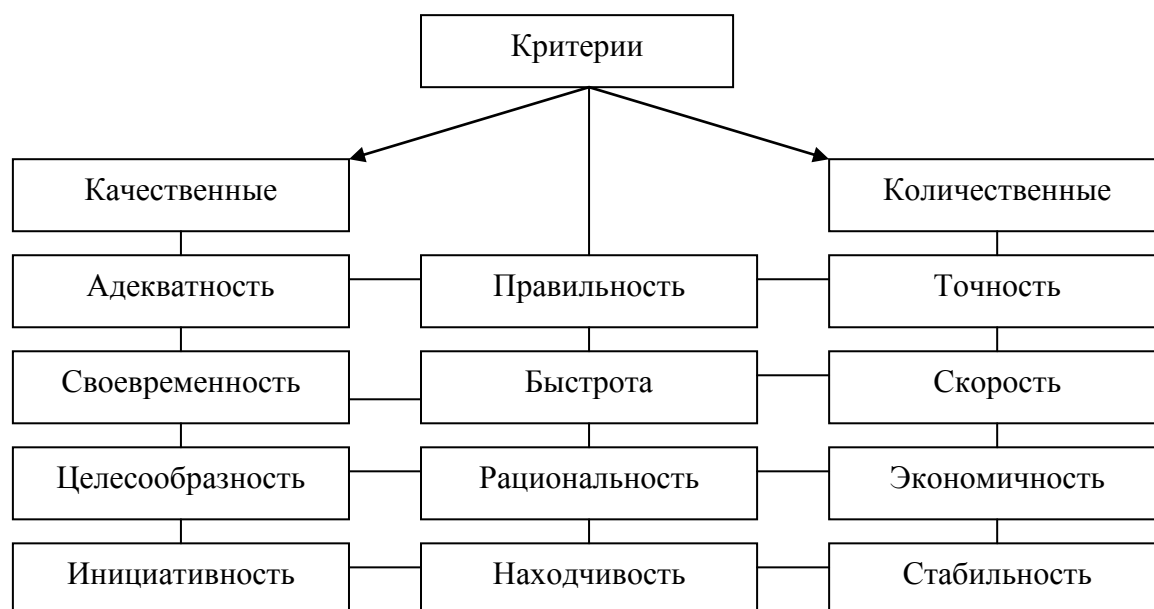 Критерии
Качественные
Количественные
Адекватность
Правильность
Точность
Своевременность
Быстрота
Скорость
Целесообразность
Рациональность
Экономичность
Инициативность
Находчивость
Стабильность